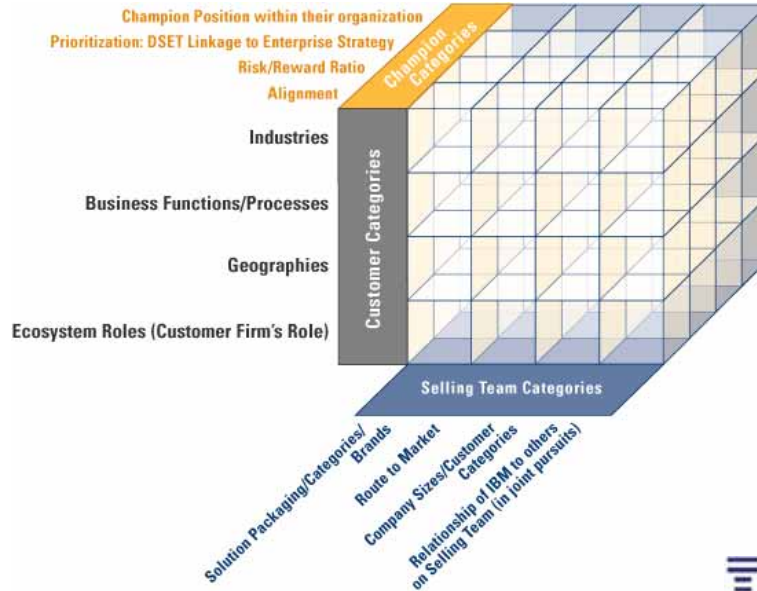 Champion Position within their organization
Prioritization: DSET Linkage to Enterprise Strategy
Risk/Reward Ratio
Alignment
Champion
Categories
Industries
Business Functions/Processes
Geographies
Ecosystem Roles (Customer Firm's Role)
Customer Categories
Selling Team Categories
Solution Packaging/Categories/
Brands
Route to Market
Company Sizes/Customer
Categories
Relationship of IBM to others
on Selling Team (in joint pursuits)